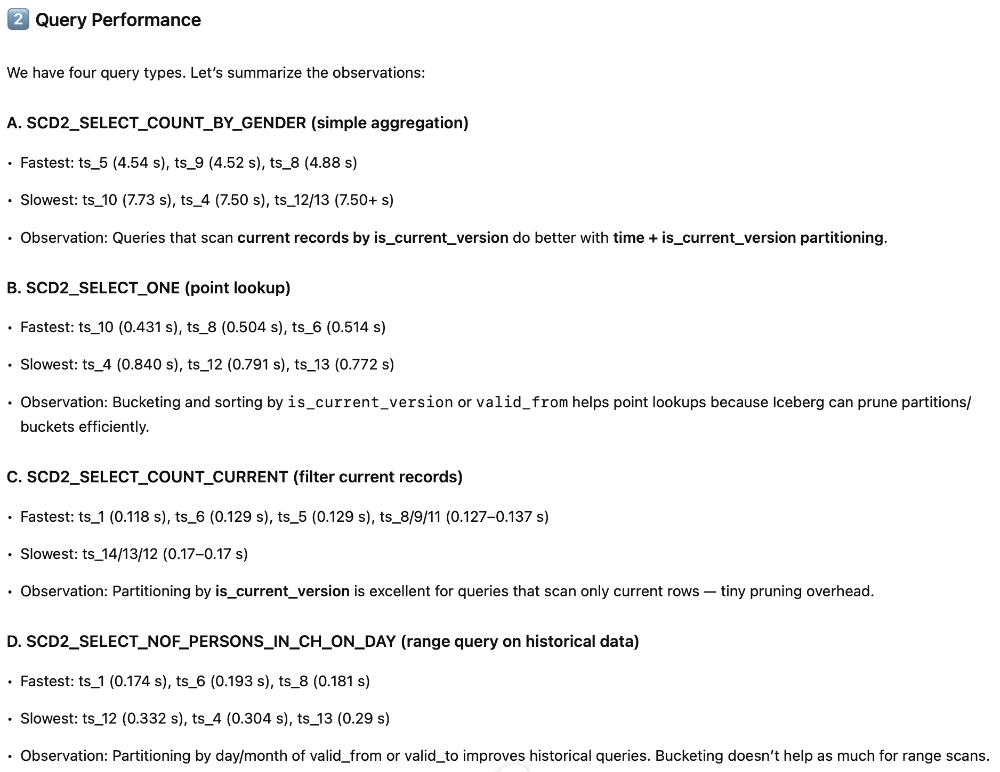 2 Query Performance
We have four query types. Let’s summarize the observations:
A. SCD2_SELECT_COUNT_BY_GENDER (simple aggregation)
• Fastest: ts_5 (4.54 s), ts_9 (4.52 s), ts_8 (4.88 s)
• Slowest: ts_10 (7.73 s), ts_4 (7.50 s), ts_12/13 (7.50+ s)
• Observation: Queries that scan current records by is_current_version do better with time + is_current_version partitioning.
B. SCD2_SELECT_ONE (point lookup)
• Fastest: ts_10 (0.431 s), ts_8 (0.504 s), ts_6 (0.514 s)
• Slowest: ts_4 (0.840 s), ts_12 (0.791 s), ts_13 (0.772 s)
• Observation: Bucketing and sorting by is_current_version or valid_from helps point lookups because Iceberg can prune partitions/
buckets efficiently.
C. SCD2_SELECT_COUNT_CURRENT (filter current records)
• Fastest: ts_1 (0.118 s), ts_6 (0.129 s), ts_5 (0.129 s), ts_8/9/11 (0.127–0.137 s)
• Slowest: ts_14/13/12 (0.17–0.17 s)
• Observation: Partitioning by is_current_version is excellent for queries that scan only current rows — tiny pruning overhead.
D. SCD2_SELECT_NOF_PERSONS_IN_CH_ON_DAY (range query on historical data)
• Fastest: ts_1 (0.174 s), ts_6 (0.193 s), ts_8 (0.181 s)
• Slowest: ts_12 (0.332 s), ts_4 (0.304 s), ts_13 (0.29 s)
• Observation: Partitioning by day/month of valid_from or valid_to improves historical queries. Bucketing doesn’t help as much for range scans.